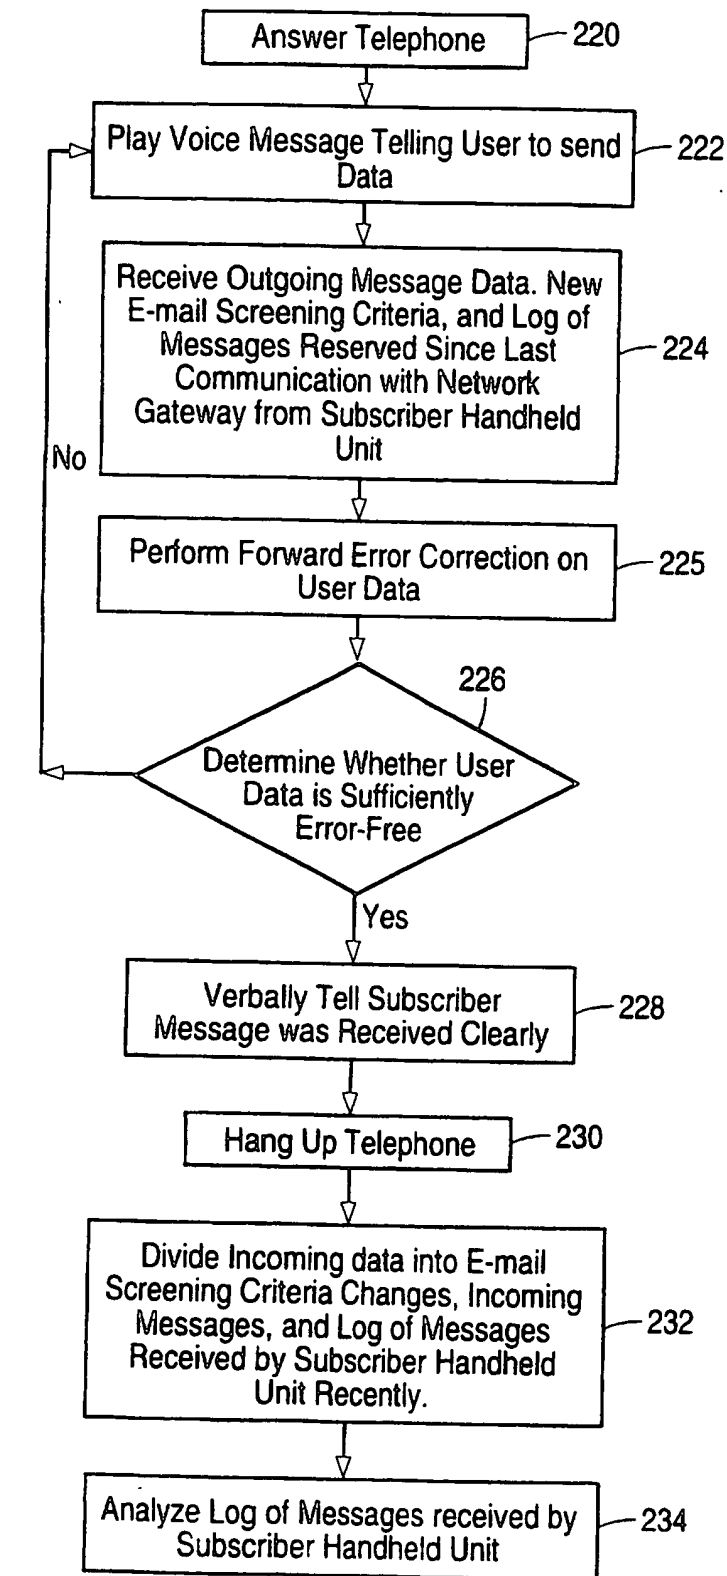 Answer Telephone
220
Play Voice Message Telling User to send
Data
222
Receive Outgoing Message Data. New
E-mail Screening Criteria, and Log of
Messages Reserved Since Last
Communication with Network
Gateway from Subscriber Handheld
Unit
224
No
Perform Forward Error Correction on
User Data
225
226
Determine Whether User
Data is Sufficiently
Error-Free
Yes
Verbally Tell Subscriber
Message was Received Clearly
228
Hang Up Telephone
230
Divide Incoming data into E-mail
Screening Criteria Changes, Incoming
Messages, and Log of Messages
Received by Subscriber Handheld
Unit Recently.
232
Analyze Log of Messages received by
Subscriber Handheld Unit
234